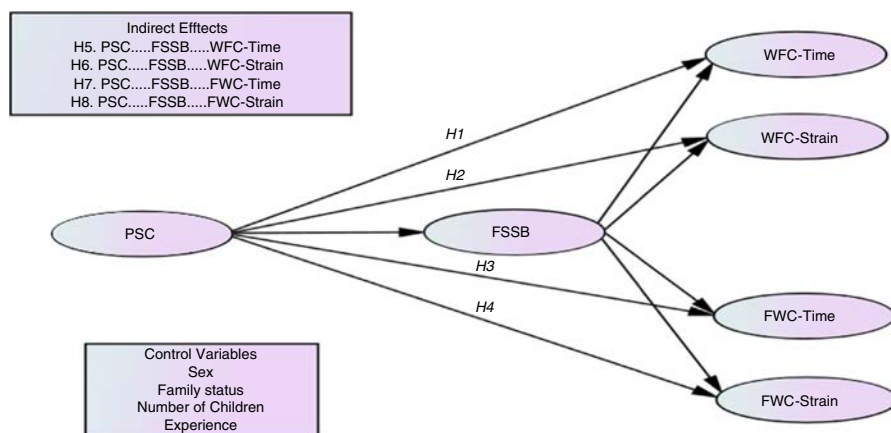 Indirect Efftects
H5. PSC.....FSSB.....WFC-Time
H6. PSC.....FSSB.....WFC-Strain
H7. PSC.....FSSB....FWC-Time
H8. PSC.....FSSB....FWC-Strain
WFC-Time
WFC-Strain
H1
H2
PSC
FSSB
H3
H4
FWC-Time
FWC-Strain
Control Variables
Sex
Family status
Number of Children
Experience